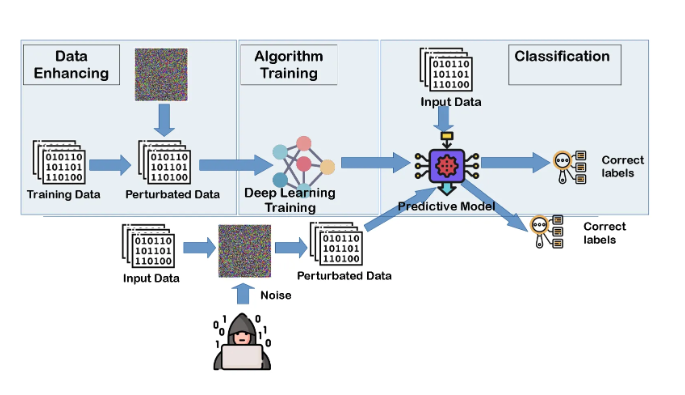 Data
Enhancing
Algorithm
Training
Classification
010110
101101
110100
Input Data
010110
101101
110100
Training Data
010110
101101
110100
Perturbated Data
Deep Learning
Training
Predictive Model
Correct
labels
010110
101101
110100
Input Data
010110
101101
110100
Perturbated Data
Correct
labels
Noise
0 1 0
0 1
1 0